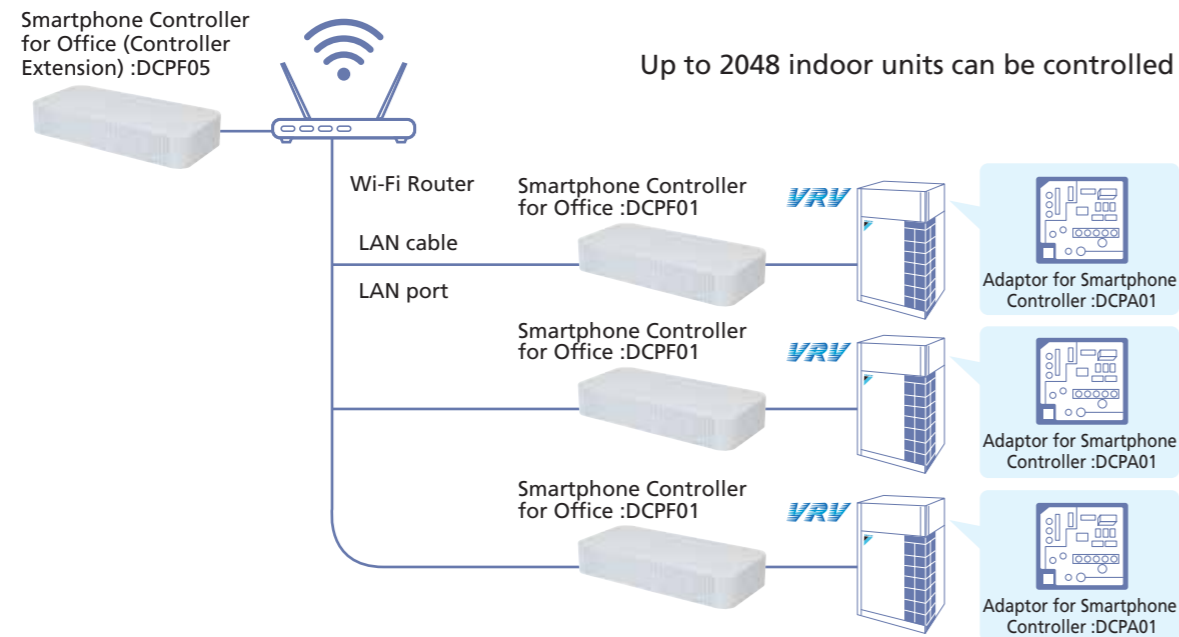 Smartphone Controller
for Office (Controller
Extension) :DCPF05
Up to 2048 indoor units can be controlled
Wi-Fi Router
LAN cable
LAN port
Smartphone Controller
for Office :DCPF01
VRV
Adaptor for Smartphone
Controller :DCPA01
Smartphone Controller
for Office :DCPF01
VRV
Adaptor for Smartphone
Controller :DCPA01
Smartphone Controller
for Office :DCPF01
VRV
Adaptor for Smartphone
Controller :DCPA01